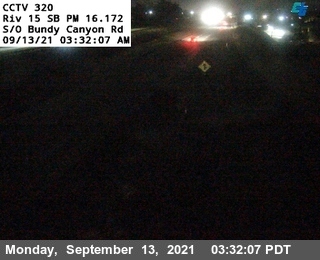 CCTV 320
Riv 15 SB PM 16.172
S/O Bundy Canyon Rd
09/13/21 03:32:07 AM
Monday, September 13, 2021 03:32:07 PDT